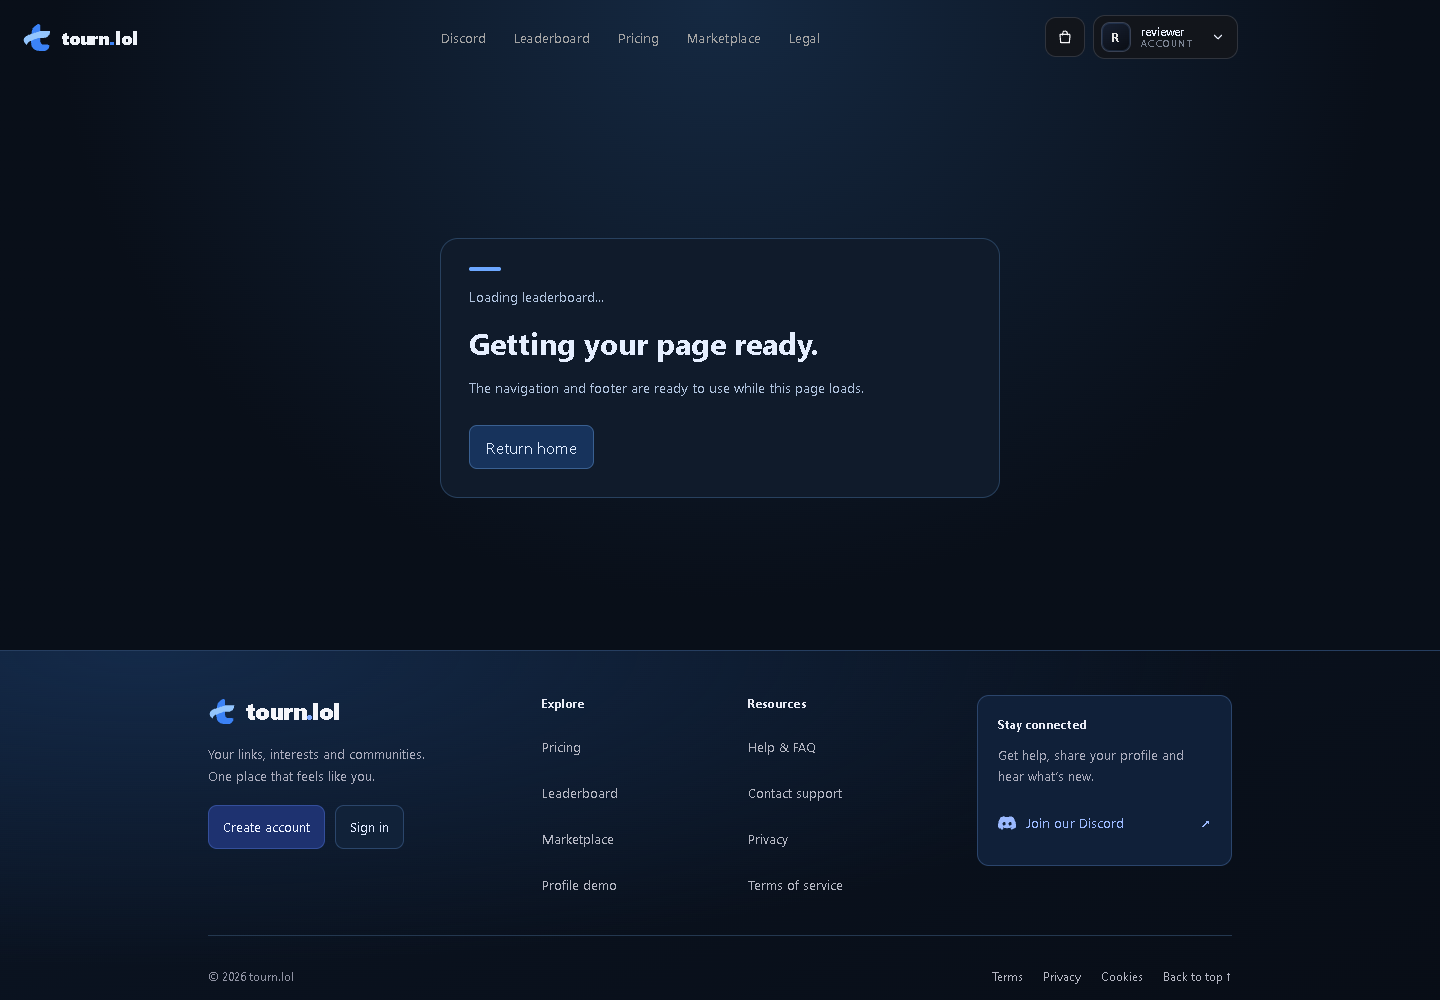 tourn.lol
Discord Leaderboard Pricing Marketplace Legal
R reviewer
ACCOUNT
Loading leaderboard...
Getting your page ready.
The navigation and footer are ready to use while this page loads.
Return home
tourn.lol
Your links, interests and communities.
One place that feels like you.
Create account Sign in
Explore
Pricing
Leaderboard
Marketplace
Profile demo
Resources
Help & FAQ
Contact support
Privacy
Terms of service
Stay connected
Get help, share your profile and
hear what's new.
Join our Discord ↗
© 2026 tourn.lol
Terms Privacy Cookies Back to top ↑